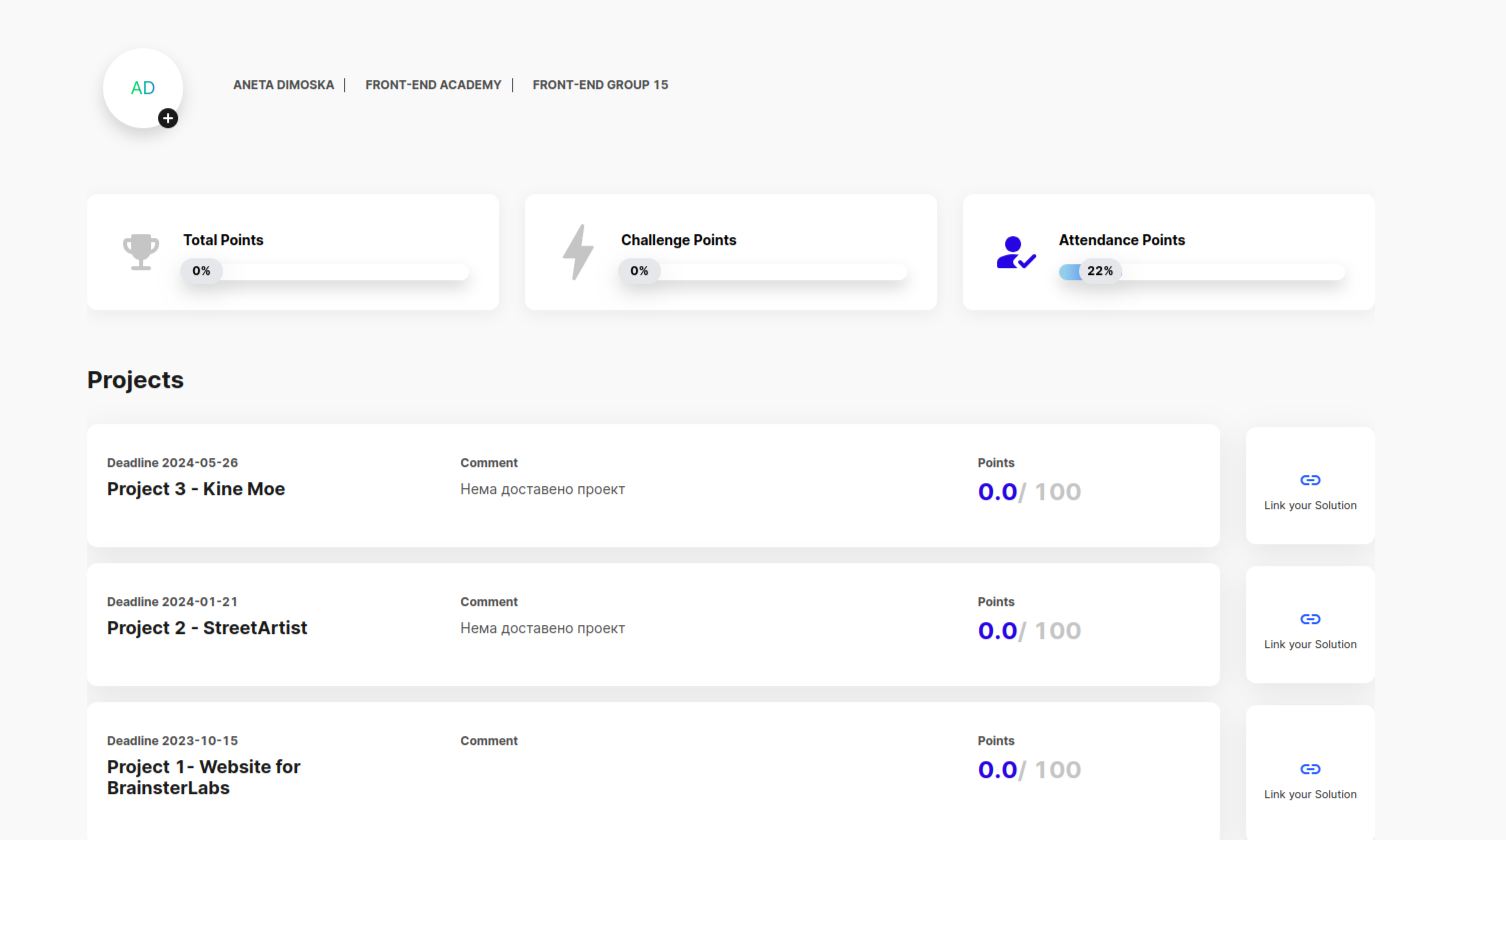 AD
ANETA DIMOSKA | FRONT-END ACADEMY | FRONT-END GROUP 15
Total Points
0%
Challenge Points
0%
Attendance Points
22%
Projects
Deadline 2024-05-26
Project 3 - Kine Moe
Comment
Нема доставено проект
Points
0.0/ 100
Link your Solution
Deadline 2024-01-21
Project 2 - StreetArtist
Comment
Нема доставено проект
Points
0.0/ 100
Link your Solution
Deadline 2023-10-15
Project 1- Website for
BrainsterLabs
Comment
Points
0.0/ 100
Link your Solution